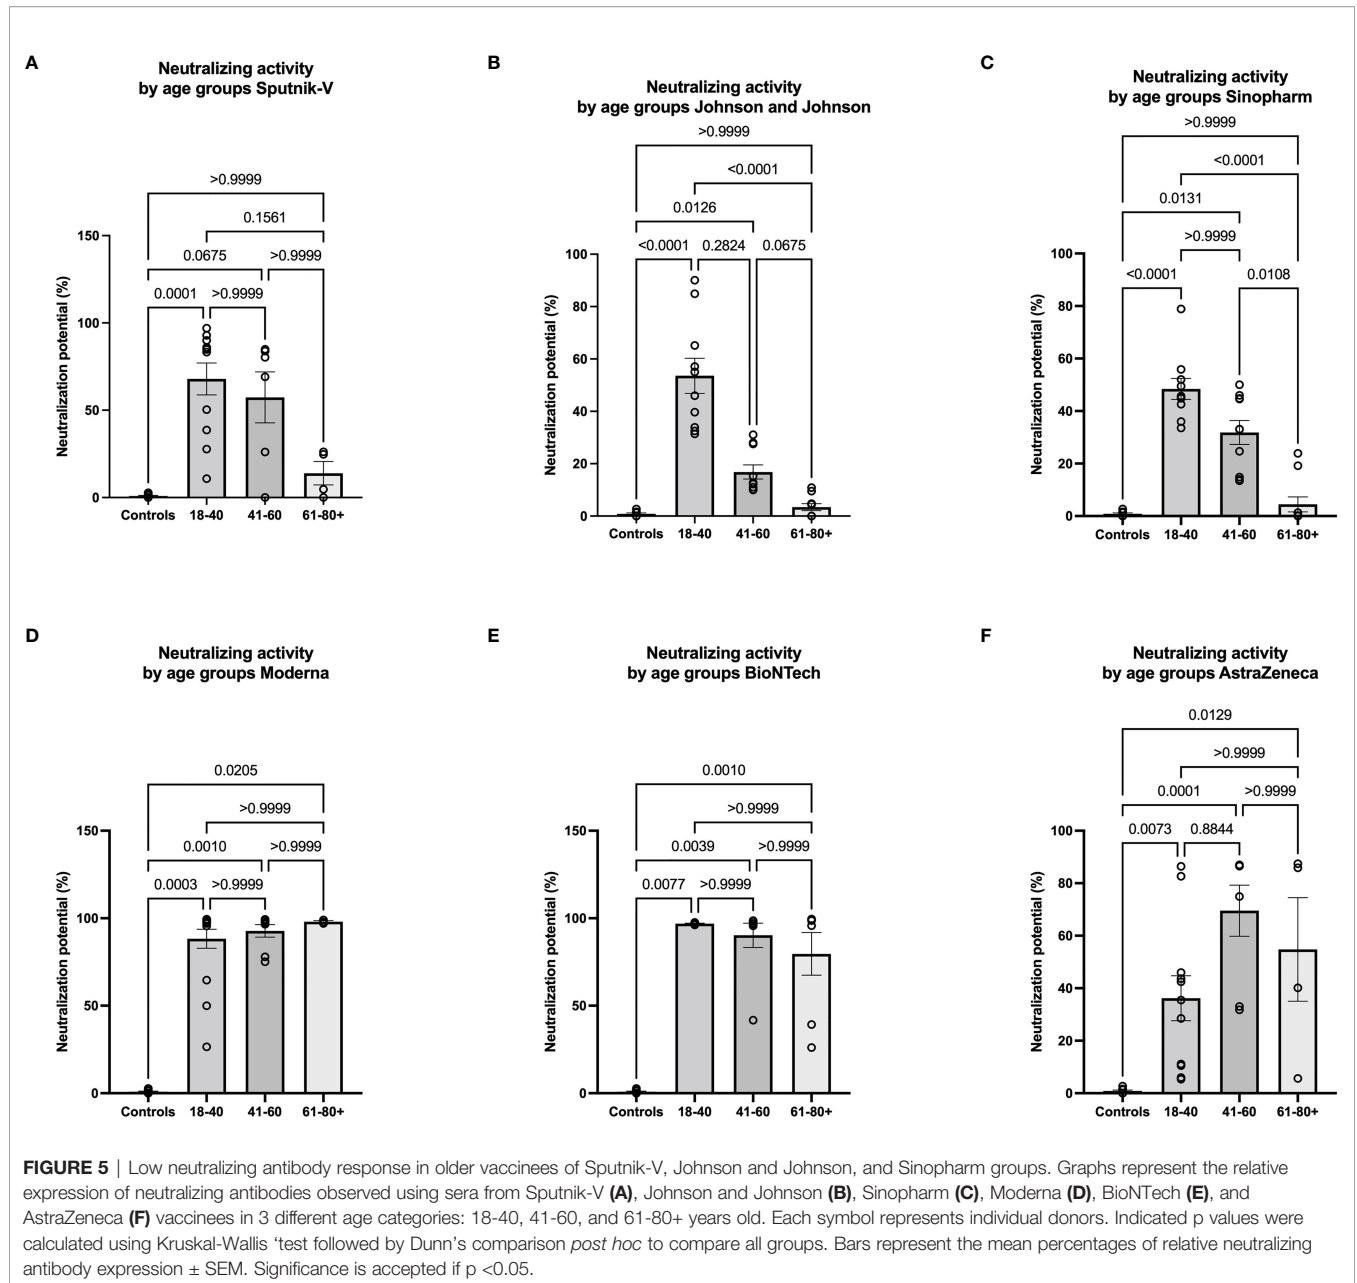 A
Neutralizing activity
by age groups Sputnik-V
>0.9999
0.1561
0.0675
>0.9999
0.0001
>0.9999
Neutralization potential (%)
150
100
50
0
Controls 18-40 41-60 61-80+
B
Neutralizing activity
by age groups Johnson and Johnson
>0.9999
<0.0001
0.0126
<0.0001
0.2824
0.0675
Neutralization potential (%)
100
80
60
40
20
0
Controls 18-40 41-60 61-80+
C
Neutralizing activity
by age groups Sinopharm
>0.9999
<0.0001
0.0131
>0.9999
<0.0001
0.0108
Neutralization potential (%)
100
80
60
40
20
0
Controls 18-40 41-60 61-80+
D
Neutralizing activity
by age groups Moderna
0.0205
>0.9999
0.0010
>0.9999
0.0003
>0.9999
Neutralization potential (%)
150
100
50
0
Controls 18-40 41-60 61-80+
E
Neutralizing activity
by age groups BioNTech
0.0010
>0.9999
0.0039
>0.9999
0.0077
>0.9999
Neutralization potential (%)
150
100
50
0
Controls 18-40 41-60 61-80+
F
Neutralizing activity
by age groups AstraZeneca
0.0129
>0.9999
0.0001
>0.9999
0.0073
0.8844
Neutralization potential (%)
100
80
60
40
20
0
Controls 18-40 41-60 61-80+
FIGURE 5 | Low neutralizing antibody response in older vaccinees of Sputnik-V, Johnson and Johnson, and Sinopharm groups. Graphs represent the relative
expression of neutralizing antibodies observed using sera from Sputnik-V (A), Johnson and Johnson (B), Sinopharm (C), Moderna (D), BioNTech (E), and
AstraZeneca (F) vaccinees in 3 different age categories: 18-40, 41-60, and 61-80+ years old. Each symbol represents individual donors. Indicated p values were
calculated using Kruskal-Wallis ‘test followed by Dunn’s comparison post hoc to compare all groups. Bars represent the mean percentages of relative neutralizing
antibody expression ± SEM. Significance is accepted if p <0.05.